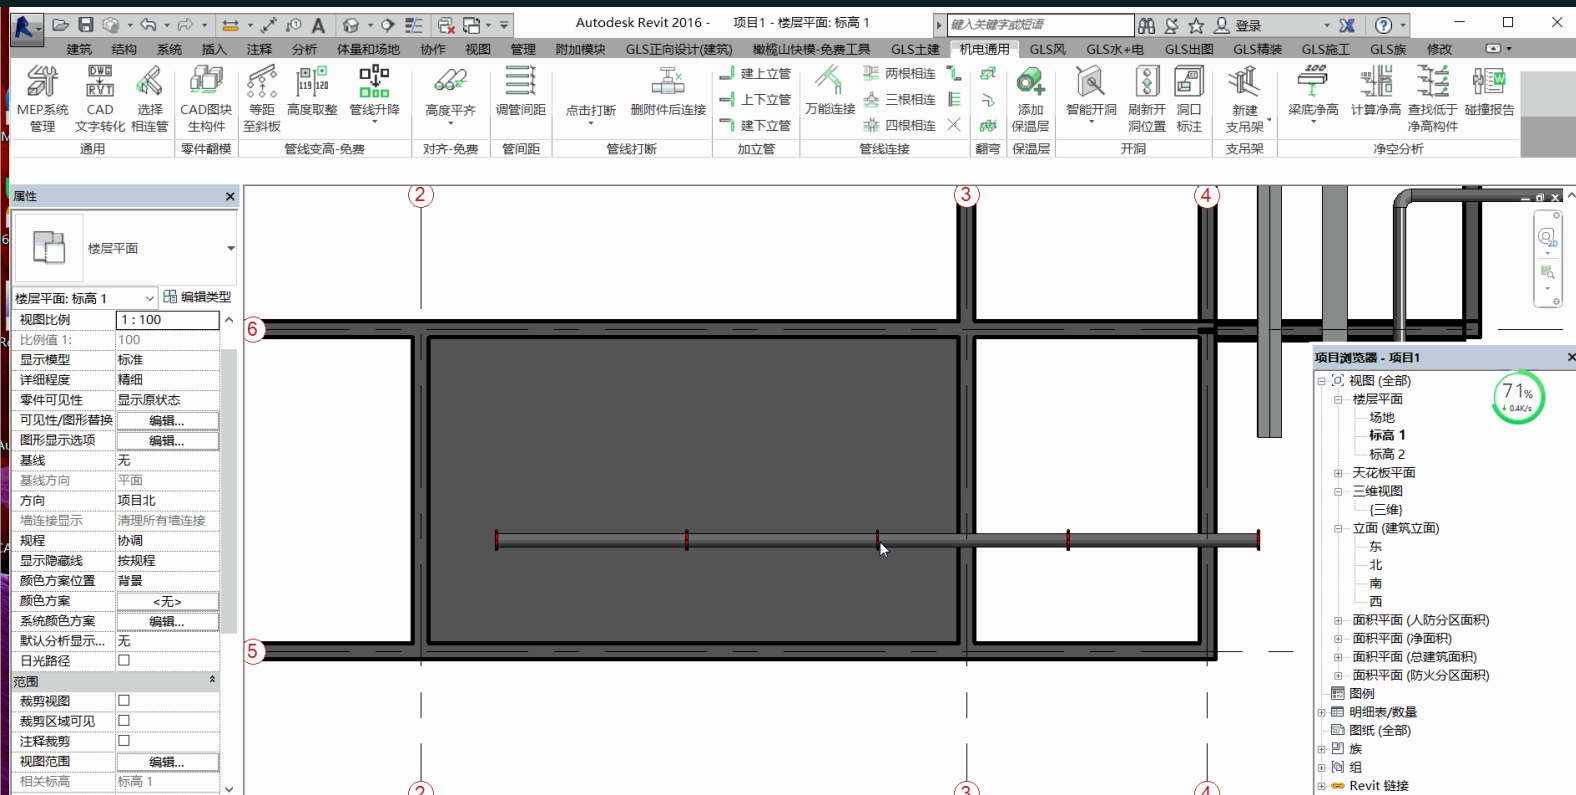 Autodesk Revit 2016 - 项目1 - 楼层平面: 标高 1
键入关键字或短语
登录
建筑 结构 系统 插入 注释 分析 体量和场地 协作 视图 管理 附加模块 GLS正向设计(建筑) 橄榄山快模-免费工具 GLS土建 机电通用 GLS风 GLS水+电 GLS出图 GLS精装 GLS施工 GLS族 修改
MEP系统 管理
CAD 文字转化
选择 相连管
CAD图块 生构件
等距 至斜板
高度取整
管线升降
高度平齐
调管间距
点击打断
删附件后连接
建上立管
上下立管
建下立管
万能连接
两根相连
三根相连
四根相连
添加 保温层
智能开洞
刷新开 洞位置
洞口 标注
新建 支吊架
梁底净高
计算净高
查找低于 净高构件
碰撞报告
通用 零件翻模 管线变高-免费 对齐-免费 管间距 管线打断 加立管 管线连接 翻弯 保温层 开洞 支吊架 净空分析
属性
楼层平面
楼层平面: 标高 1 编辑类型
视图比例 1 : 100
比例值 1: 100
显示模型 标准
详细程度 精细
零件可见性 显示原状态
可见性/图形替换 编辑...
图形显示选项 编辑...
基线 无
基线方向 平面
方向 项目北
墙连接显示 清理所有墙连接
规程 协调
显示隐藏线 按规程
颜色方案位置 背景
颜色方案 <无>
系统颜色方案 编辑...
默认分析显示... 无
日光路径
范围
裁剪视图
裁剪区域可见
注释裁剪
视图范围 编辑...
相关标高 标高 1
2 3 4
6
5
2 3 4
项目浏览器 - 项目1
视图 (全部)
楼层平面
场地
标高 1
标高 2
天花板平面
三维视图
{三维}
立面 (建筑立面)
东
北
南
西
面积平面 (人防分区面积)
面积平面 (净面积)
面积平面 (总建筑面积)
面积平面 (防火分区面积)
图例
明细表/数量
图纸 (全部)
族
组
Revit 链接
71%
0.4K/s